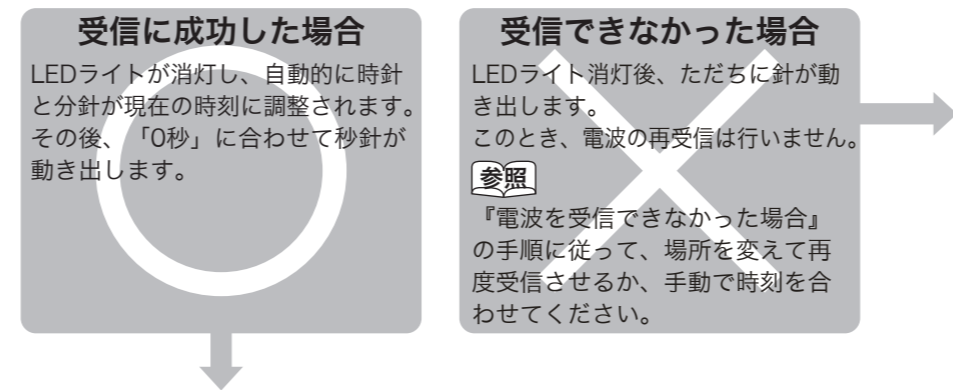 受信に成功した場合
LEDライトが消灯し、自動的に時針
と分針が現在の時刻に調整されます。
その後、「0秒」に合わせて秒針が
動き出します。
受信できなかった場合
LEDライト消灯後、ただちに針が動
き出します。
このとき、電波の再受信は行いません。
参照
『電波を受信できなかった場合』
の手順に従って、場所を変えて再
度受信させるか、手動で時刻を合
わせてください。